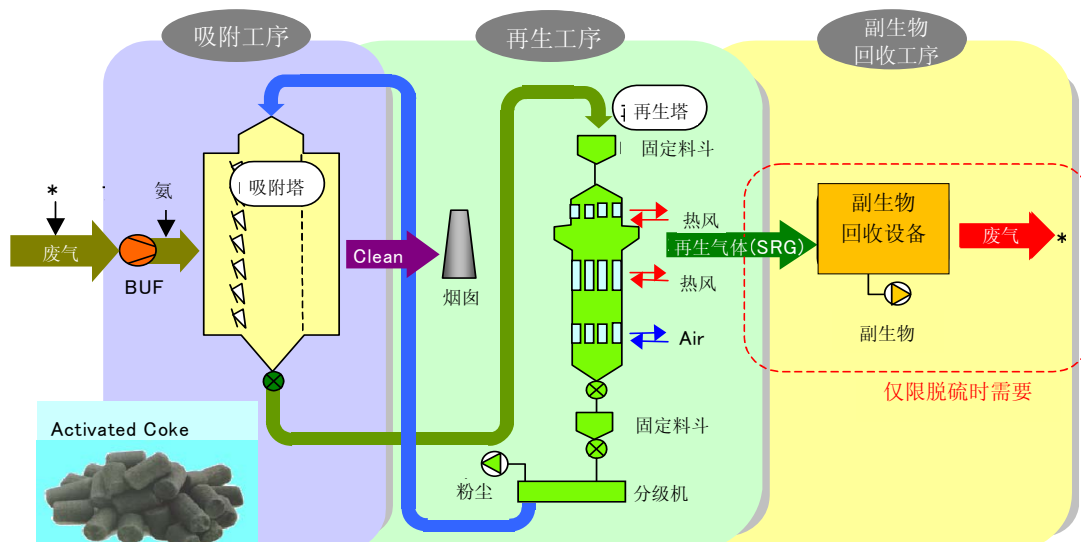 吸附工序
再生工序
副生物
回收工序
再生塔
固定料斗
吸附塔
*
氨
废气
BUF
Clean
烟囱
热风
再生气体(SRG)
热风
Air
副生物
回收设备
废气
*
副生物
仅限脱硫时需要
固定料斗
Activated Coke
粉尘
分级机